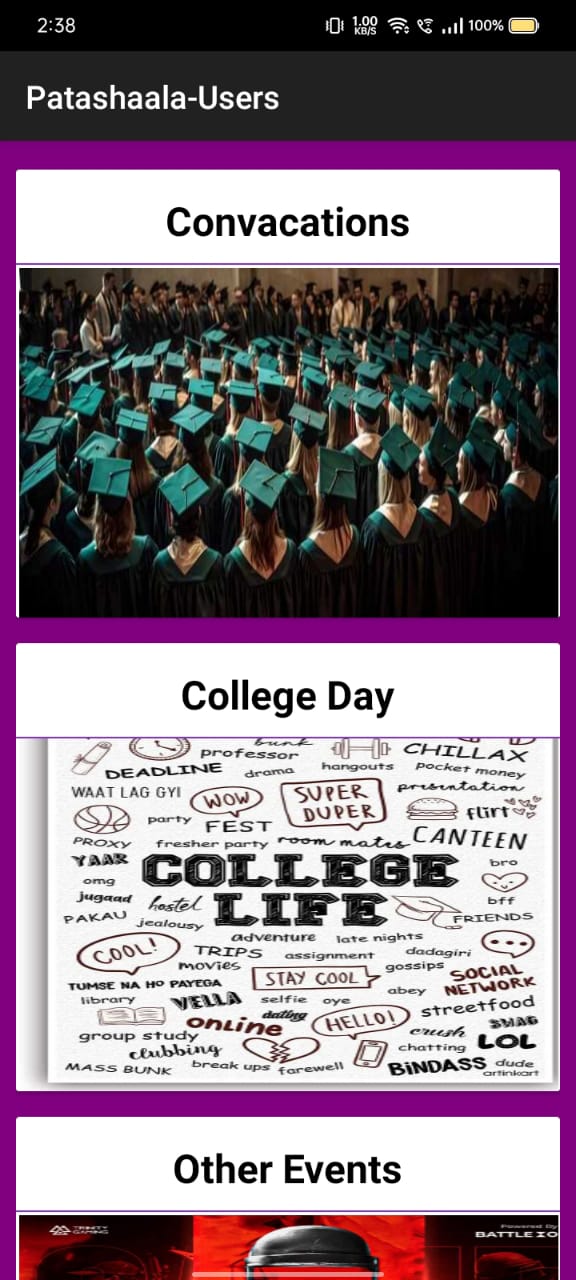 2:38
1.00
KB/S
100%
Patashaala-Users
Convacations
College Day
bunk
professor
CHILLAX
DEADLINE
drama
hangouts
pocket money
WAAT LAG GYI
WOW
SUPER
DUPER
presentation
flirt
party
FEST
PROXY
fresher party
room mates
CANTEEN
YAAR
COLLEGE
bro
omg
jugaad
hostel
LIFE
bff
PAKAU
jealousy
FRIENDS
adventure
late nights
COOL!
TRIPS
assignment
dadagiri
movies
STAY COOL
gossips
SOCIAL
NETWORK
TUMSE NA HO PAYEGA
abey
library
VELLA
selfie
oye
streetfood
dating
online
HELLO!
SWAG
crush
group study
LOL
clubbing
chatting
MASS BUNK
break ups
farewell
BiNDASS
dude
artinkart
Other Events
TRINITY
GAMING
Powered By
BATTLE IO